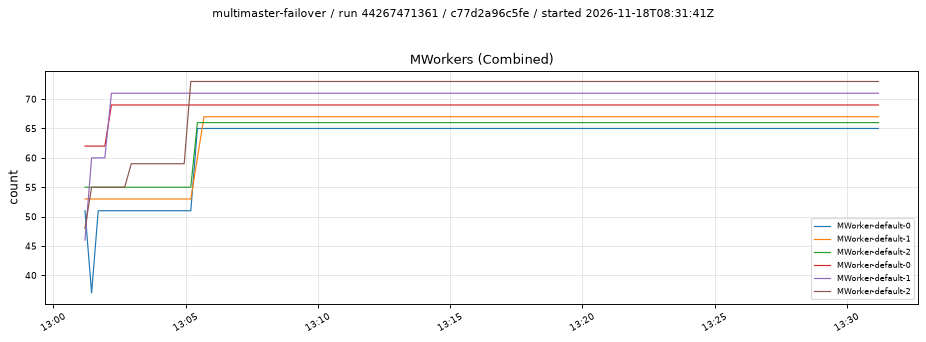 multimaster-failover / run 44267471361 / c77d2a96c5fe / started 2026-11-18T08:31:41Z
MWorkers (Combined)
count
70
65
60
55
50
45
40
13:00
13:05
13:10
13:15
13:20
13:25
13:30
MWorker-default-0
MWorker-default-1
MWorker-default-2
MWorker-default-0
MWorker-default-1
MWorker-default-2